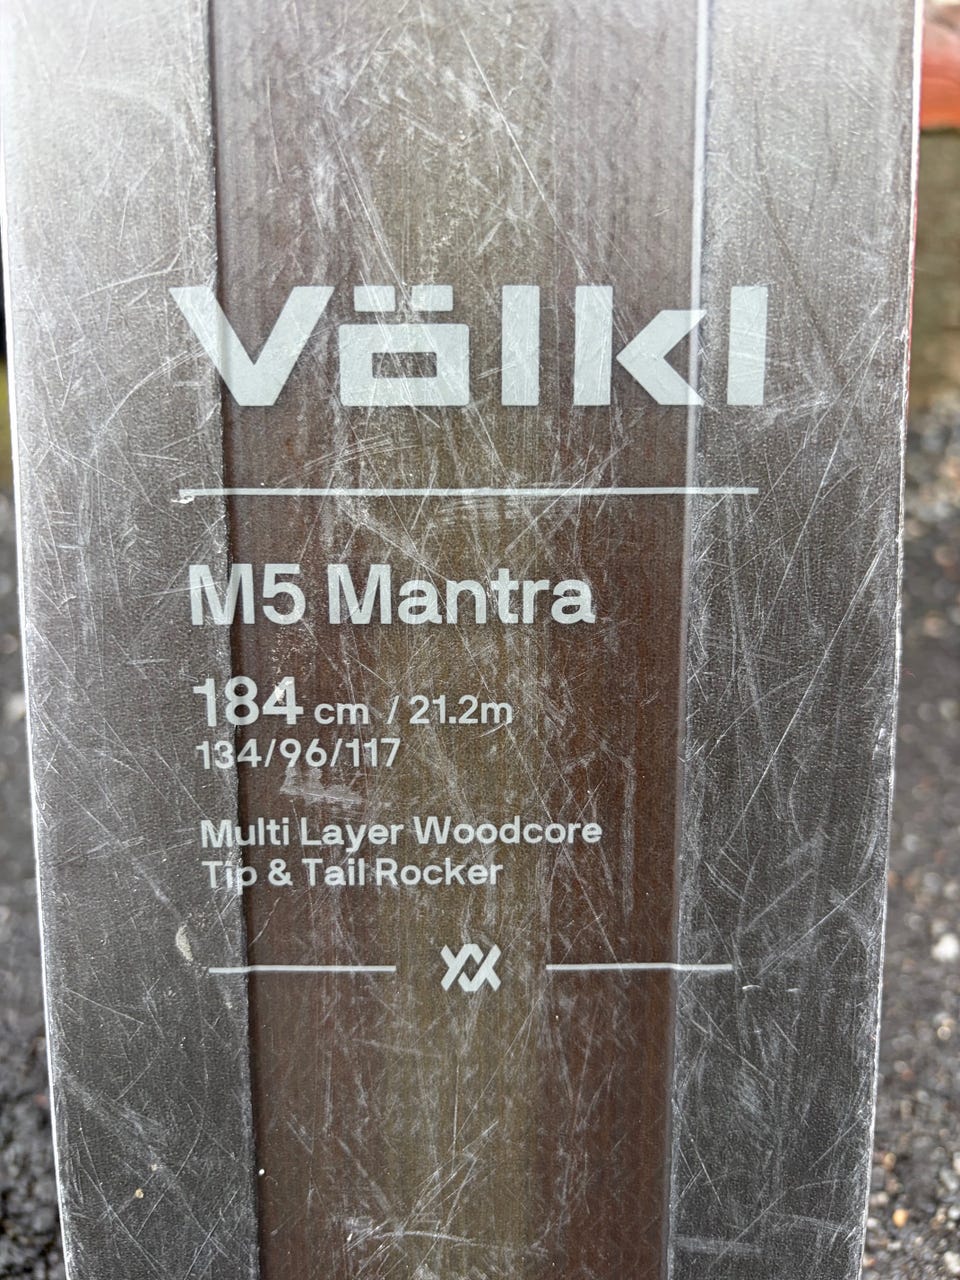 Völkl
M5 Mantra
184 cm / 21.2m
134/96/117
Multi Layer Woodcore
Tip & Tail Rocker